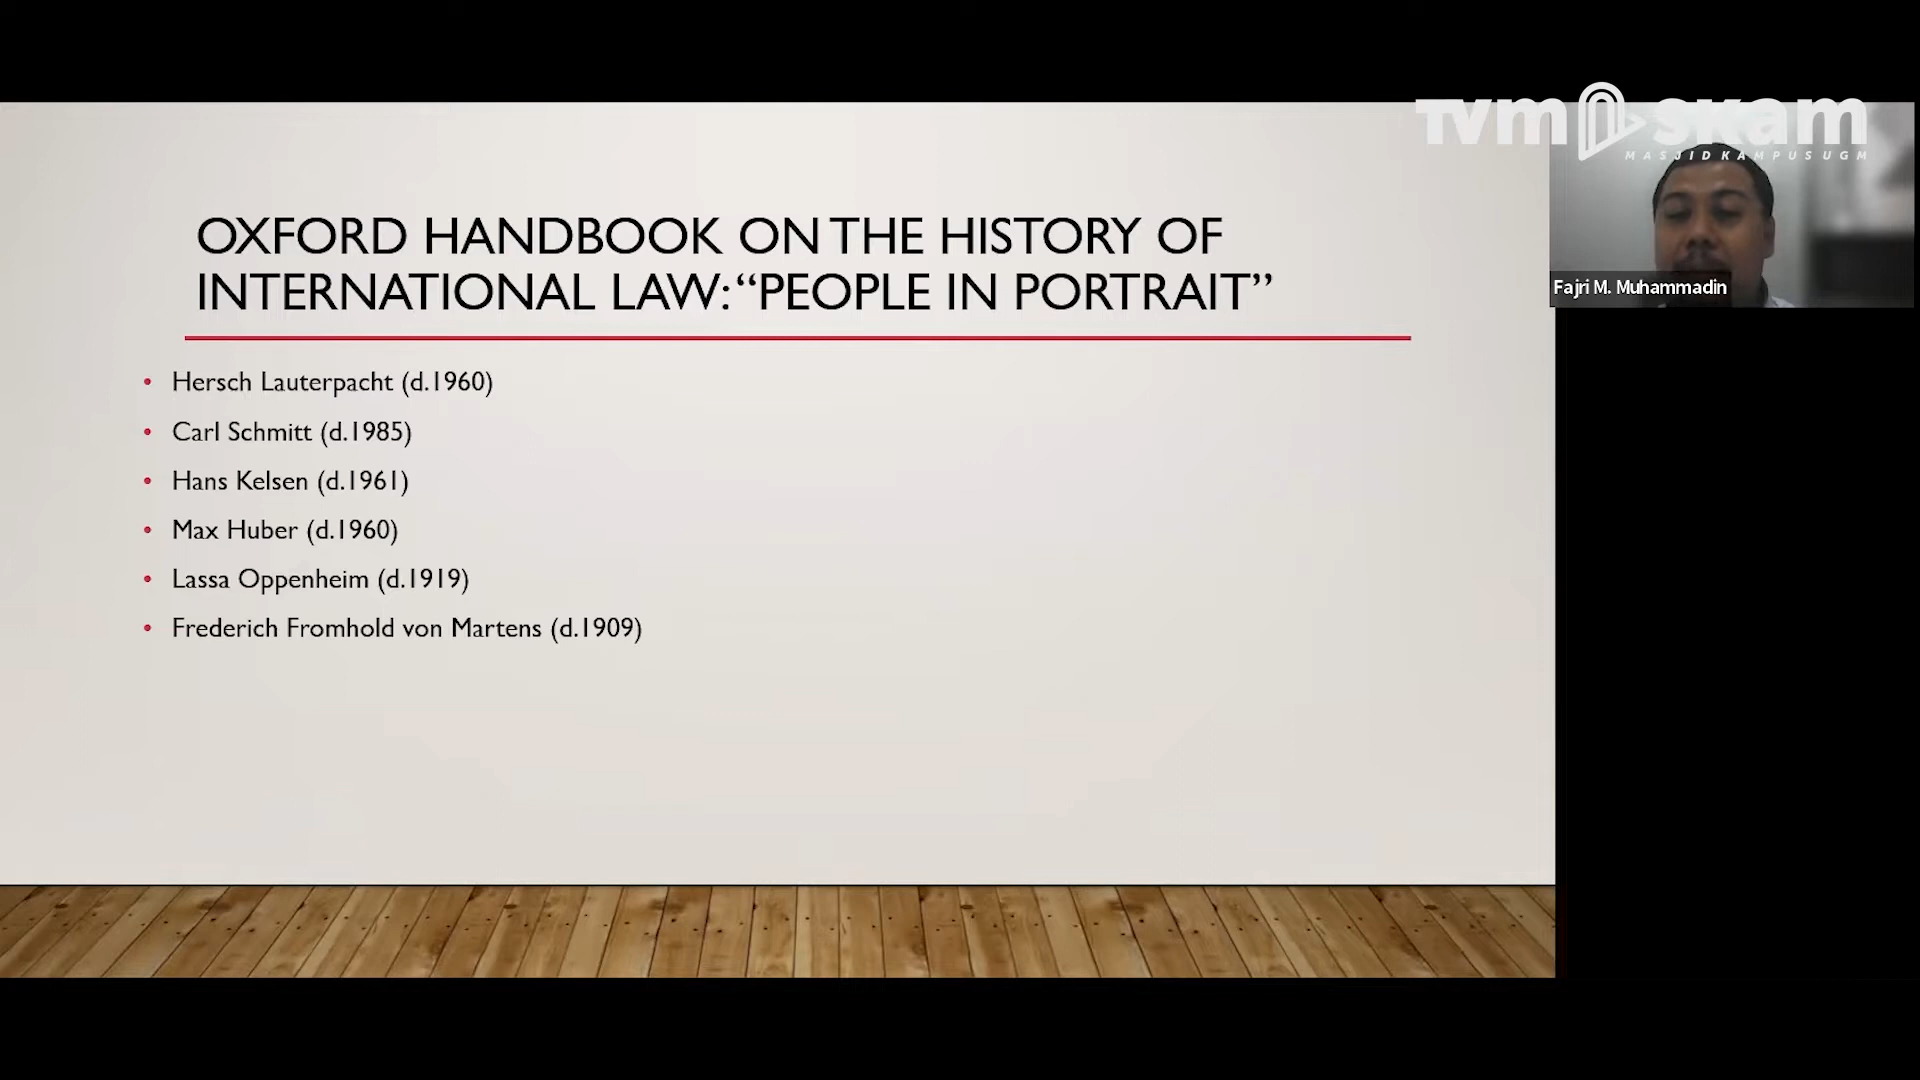 OXFORD HANDBOOK ON THE HISTORY OF
INTERNATIONAL LAW: “PEOPLE IN PORTRAIT”
• Hersch Lauterpacht (d.1960)
• Carl Schmitt (d.1985)
• Hans Kelsen (d.1961)
• Max Huber (d.1960)
• Lassa Oppenheim (d.1919)
• Frederich Fromhold von Martens (d.1909)
tvm skam
MASJID KAMPUS UGM
Fajri M. Muhammadin